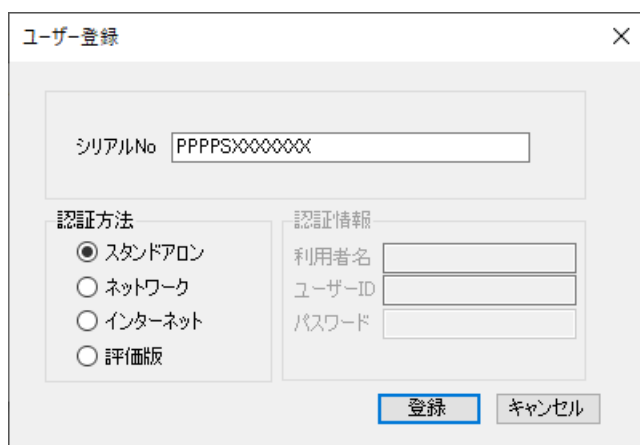 ユーザー登録
シリアルNo PPPPSXXXXXXX
認証方法
スタンドアロン
ネットワーク
インターネット
評価版
認証情報
利用者名
ユーザーID
パスワード
登録 キャンセル